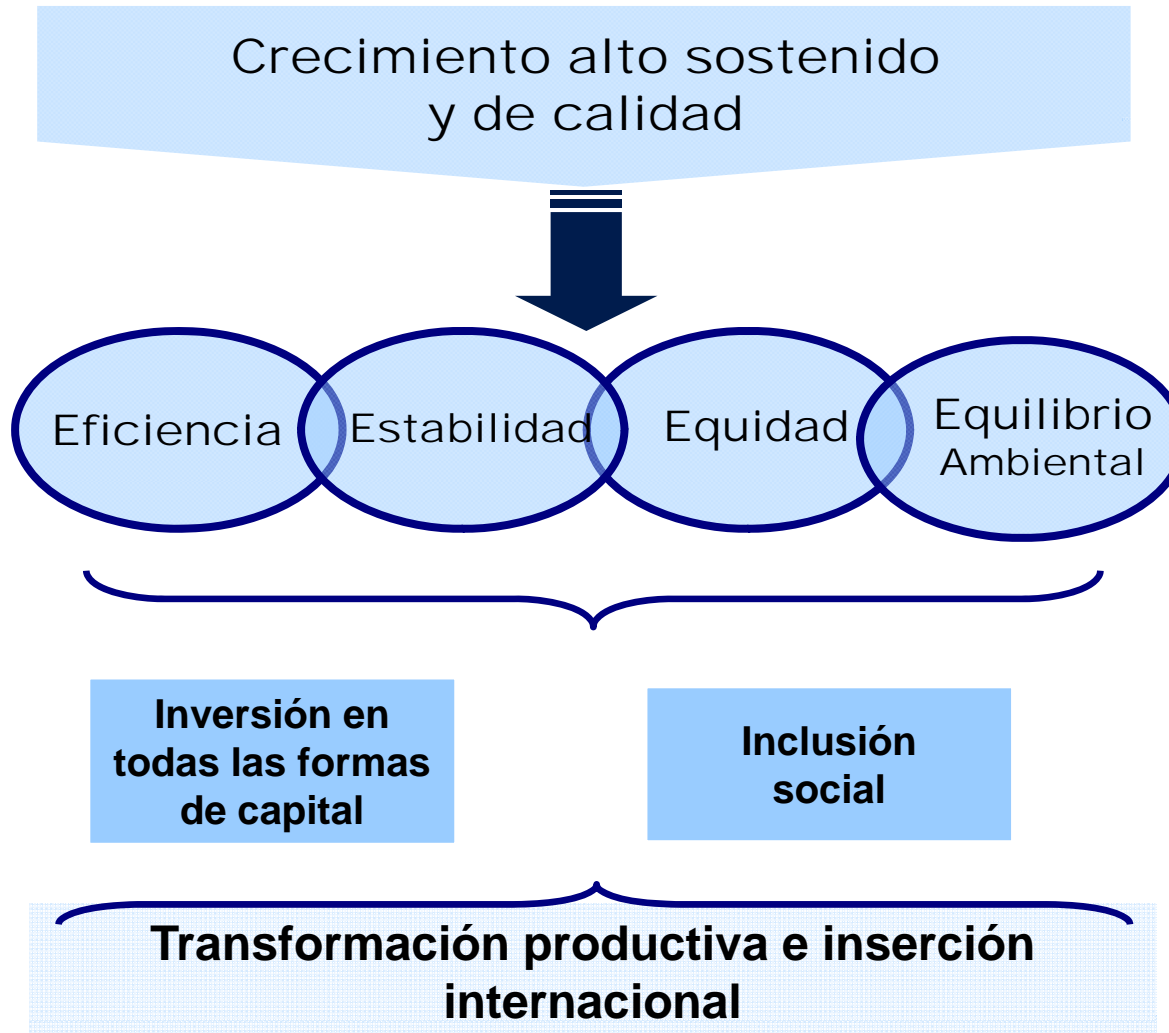 Crecimiento alto sostenido
y de calidad
Eficiencia
Estabilidad
Equidad
Equilibrio
Ambiental
Inversión en
todas las formas
de capital
Inclusión
social
Transformación productiva e inserción
internacional